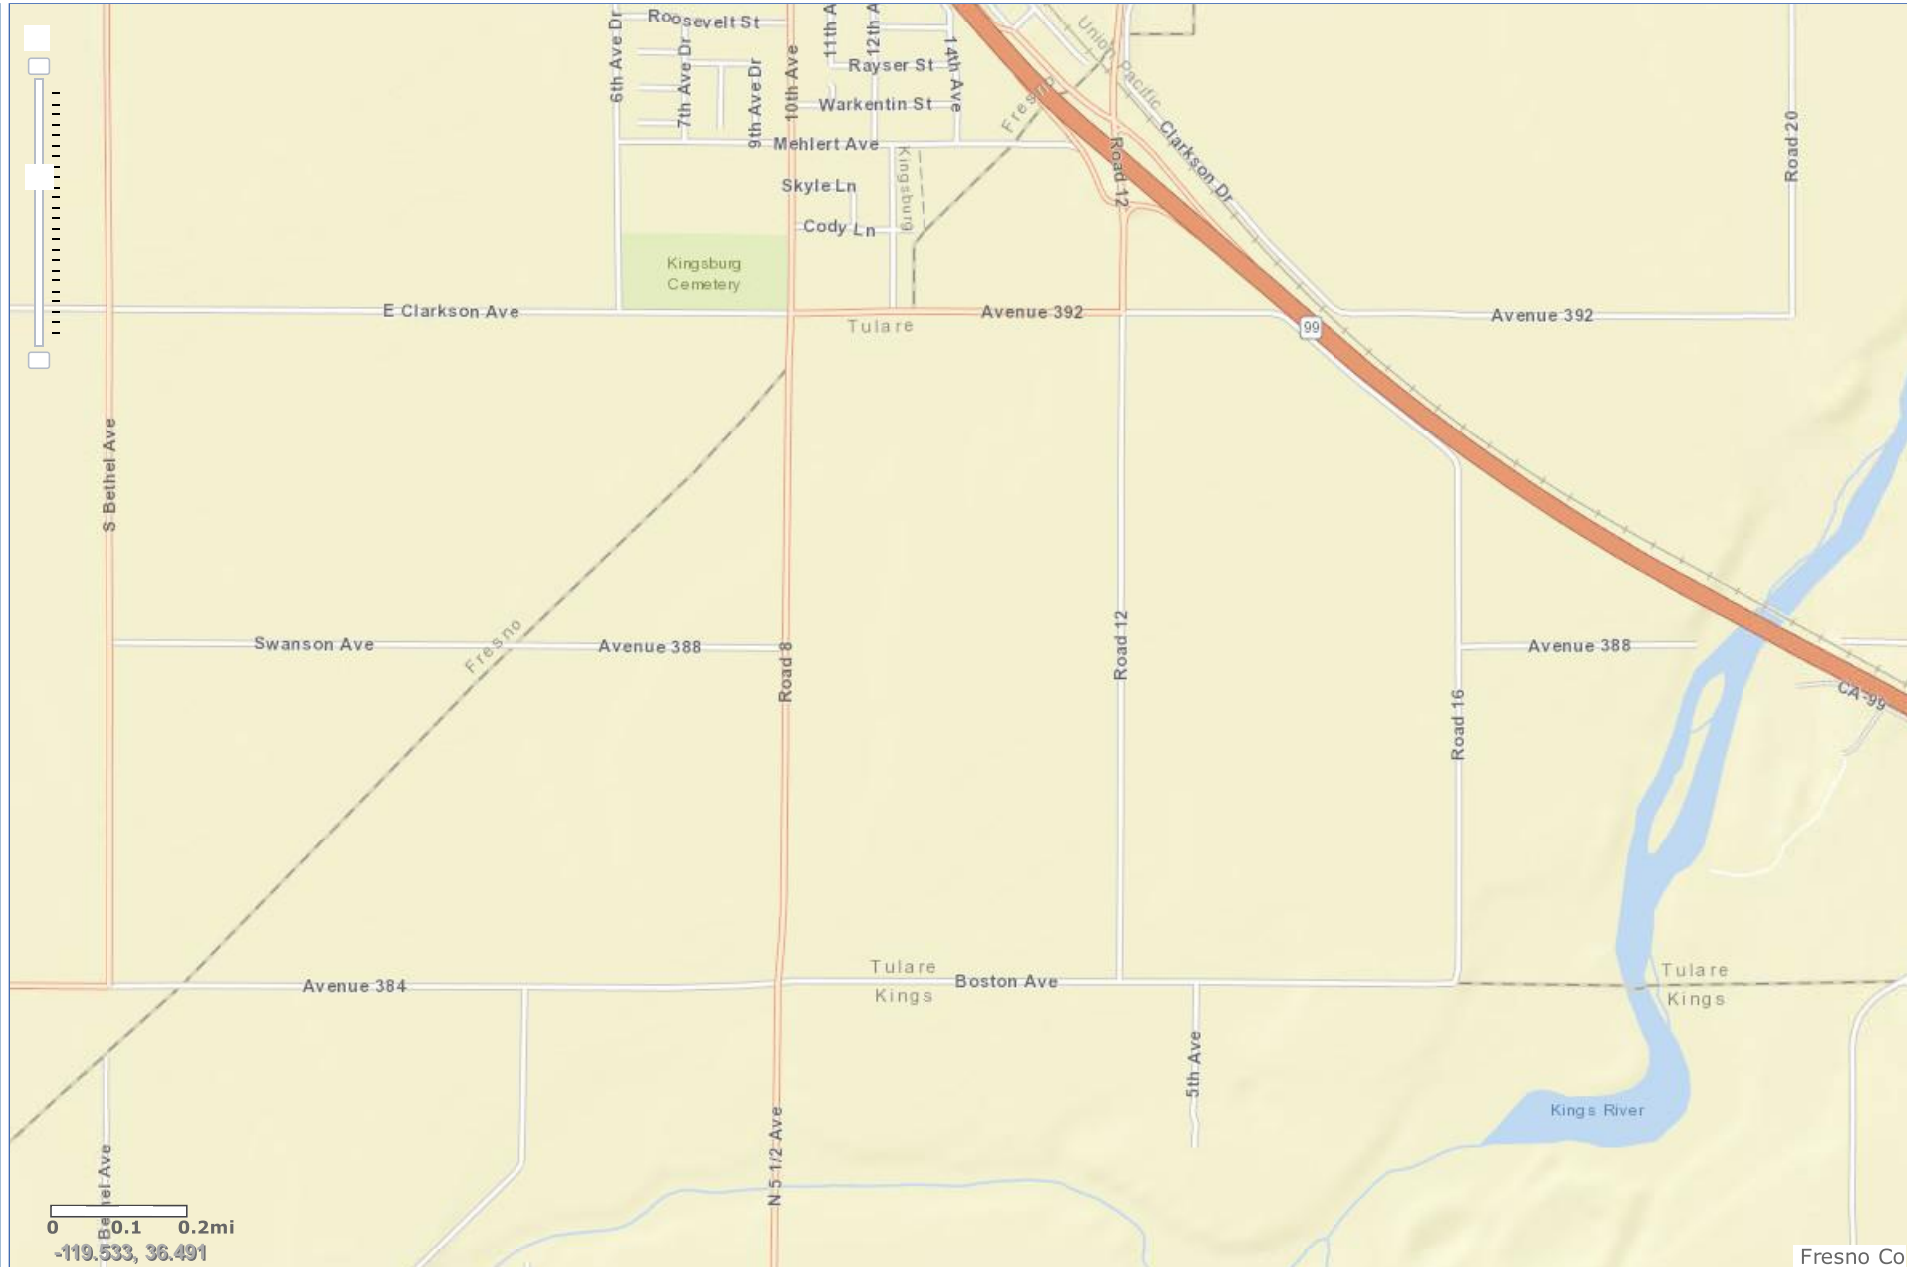 Roosevelt St
6th Ave Dr
7th Ave Dr
9th Ave Dr
10th Ave
11th A
12th A
14th Ave
Rayser St
Warkentin St
Mehlert Ave
Skyle Ln
Cody Ln
Kingsburg
Fresno
Union Pacific
Clarkson Dr
Road 12
Road 20
Kingsburg
Cemetery
E Clarkson Ave
Tulare
Avenue 392
99
Avenue 392
S Bethel Ave
Swanson Ave
Fresno
Avenue 388
Road 8
Road 12
Road 16
Avenue 388
CA-99
Avenue 384
Tulare
Kings
Boston Ave
Tulare
Kings
5th Ave
Kings River
N 5 1/2 Ave
Bethel Ave
0 0.1 0.2mi
-119.533, 36.491
Fresno Co